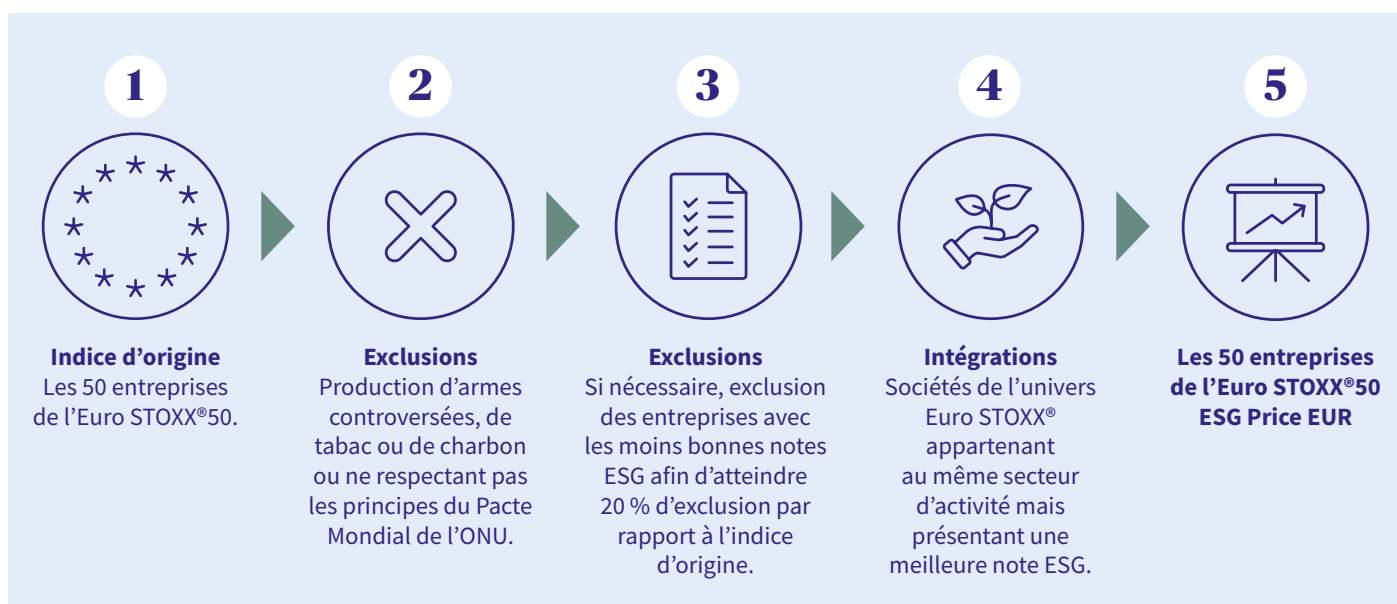 1
Indice d’origine
Les 50 entreprises
de l’Euro STOXX®50.
2
Exclusions
Production d’armes
controversées, de
tabac ou de charbon
ou ne respectant pas
les principes du Pacte
Mondial de l’ONU.
3
Exclusions
Si nécessaire, exclusion
des entreprises avec
les moins bonnes notes
ESG afin d’atteindre
20 % d’exclusion par
rapport à l’indice
d’origine.
4
Intégrations
Sociétés de l’univers
Euro STOXX®
appartenant
au même secteur
d’activité mais
présentant une
meilleure note ESG.
5
Les 50 entreprises
de l’Euro STOXX®50
ESG Price EUR